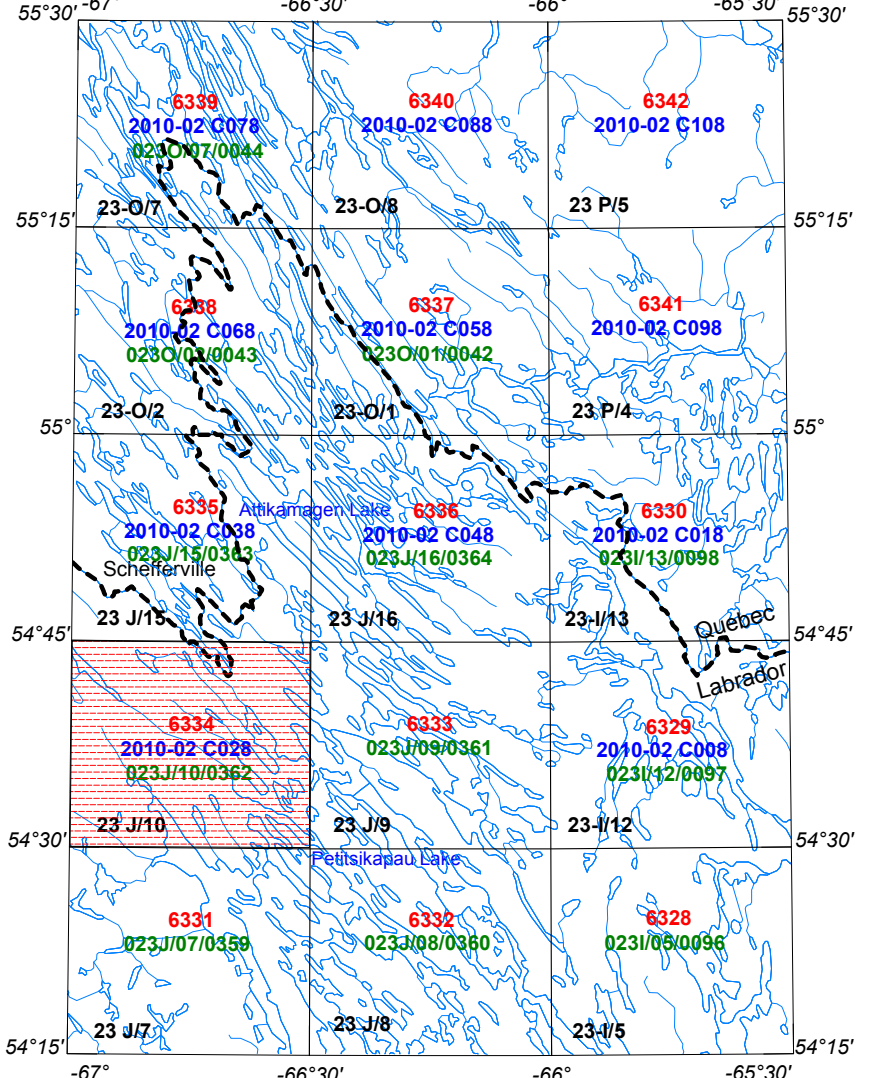 -67° -66°30' -66° -65°30'
55°30' 55°30'
6339
2010-02 C078
023O/07/0044
23-O/7
6340
2010-02 C088
23-O/8
6342
2010-02 C108
23 P/5
55°15' 55°15'
6338
2010-02 C068
023O/02/0043
23-O/2
6337
2010-02 C058
023O/01/0042
23-O/1
6341
2010-02 C098
23 P/4
55° 55°
6335
2010-02 C038
023J/15/0363
Schefferville
23 J/15
Attikamagen Lake
6336
2010-02 C048
023J/16/0364
23 J/16
6330
2010-02 C018
023I/13/0098
23-I/13
Québec
Labrador
54°45' 54°45'
6334
2010-02 C028
023J/10/0362
23 J/10
6333
023J/09/0361
23 J/9
6329
2010-02 C008
023I/12/0097
23-I/12
54°30' 54°30'
Petitsikapau Lake
6331
023J/07/0359
23 J/7
6332
023J/08/0360
23 J/8
6328
023I/05/0096
23-I/5
54°15' 54°15'
-67° -66°30' -66° -65°30'